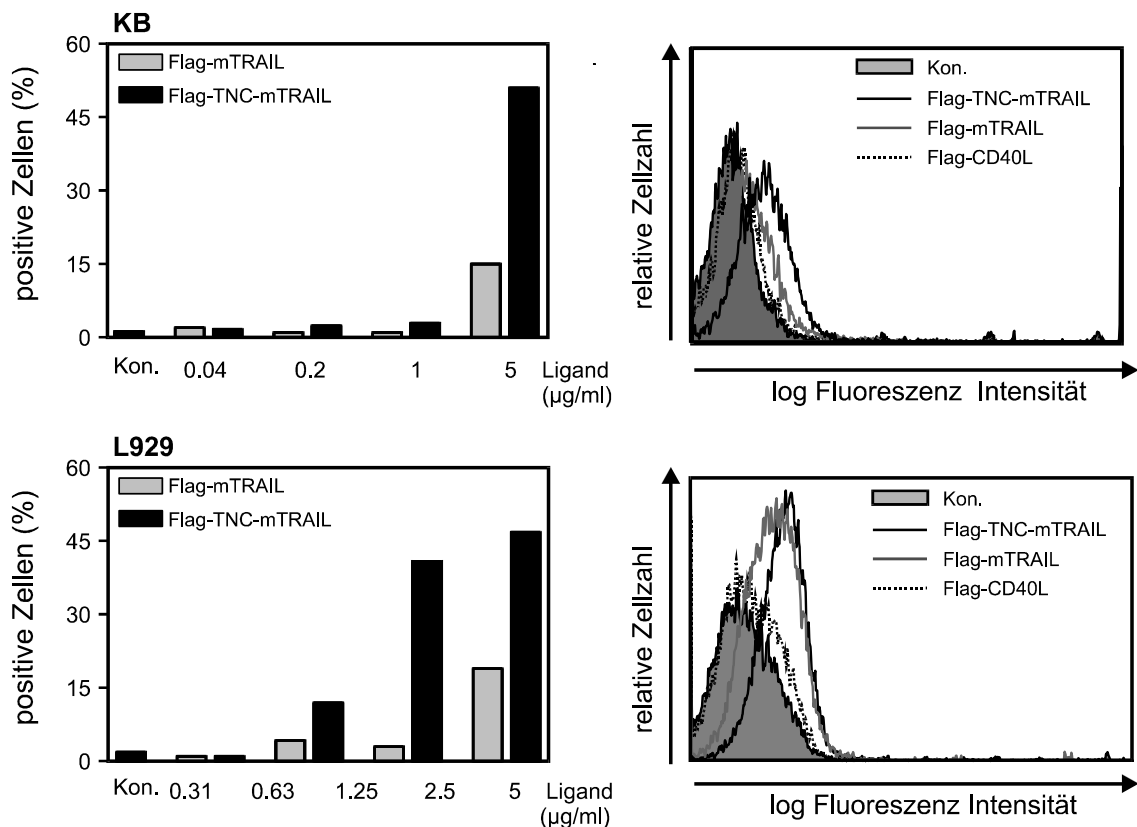 KB
positive Zellen (%)
60
45
30
15
0
Flag-mTRAIL
Flag-TNC-mTRAIL
Kon.
0.04
0.2
1
5
Ligand
(µg/ml)
relative Zellzahl
Kon.
Flag-TNC-mTRAIL
Flag-mTRAIL
Flag-CD40L
log Fluoreszenz Intensität
L929
positive Zellen (%)
60
45
30
15
0
Flag-mTRAIL
Flag-TNC-mTRAIL
Kon.
0.31
0.63
1.25
2.5
5
Ligand
(µg/ml)
relative Zellzahl
Kon.
Flag-TNC-mTRAIL
Flag-mTRAIL
Flag-CD40L
log Fluoreszenz Intensität